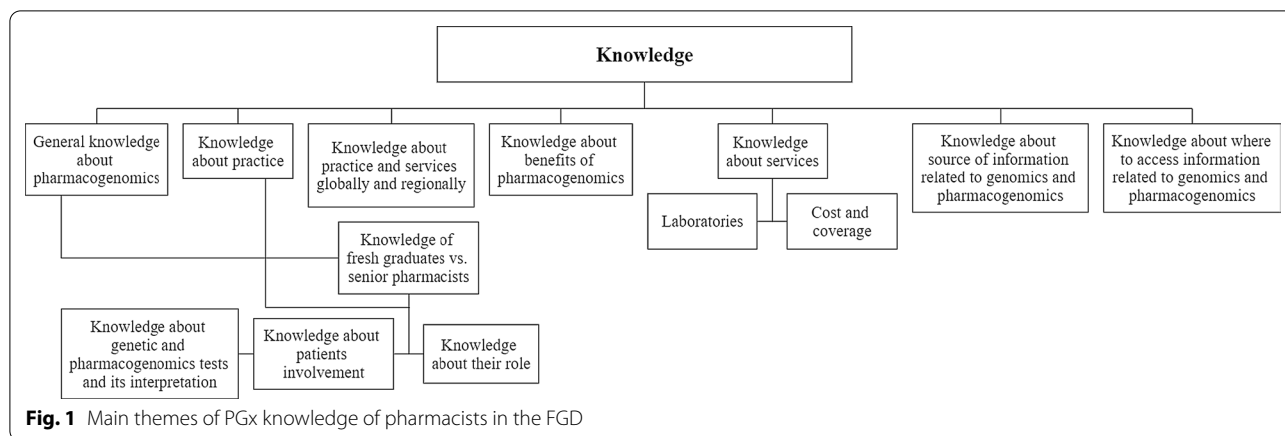 Knowledge
General knowledge
about
pharmacogenomics
Knowledge
about practice
Knowledge about
practice and services
globally and regionally
Knowledge about
benefits of
pharmacogenomics
Knowledge
about services
Knowledge about
source of information
related to genomics and
pharmacogenomics
Knowledge about where
to access information
related to genomics and
pharmacogenomics
Laboratories
Cost and
coverage
Knowledge of
fresh graduates vs.
senior pharmacists
Knowledge about
genetic and
pharmacogenomics tests
and its interpretation
Knowledge about
patients
involvement
Knowledge
about their role
Fig. 1 Main themes of PGx knowledge of pharmacists in the FGD